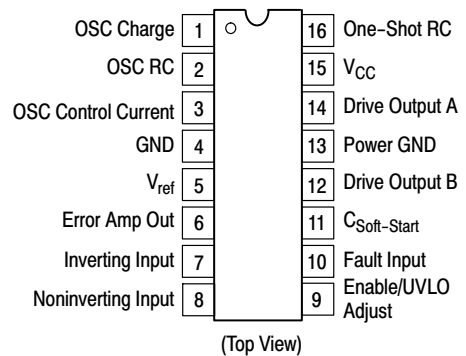 OSC Charge 1 16 One-Shot RC
OSC RC 2 15 VCC
OSC Control Current 3 14 Drive Output A
GND 4 13 Power GND
Vref 5 12 Drive Output B
Error Amp Out 6 11 CSoft-Start
Inverting Input 7 10 Fault Input
Noninverting Input 8 9 Enable/UVLO
Adjust
(Top View)